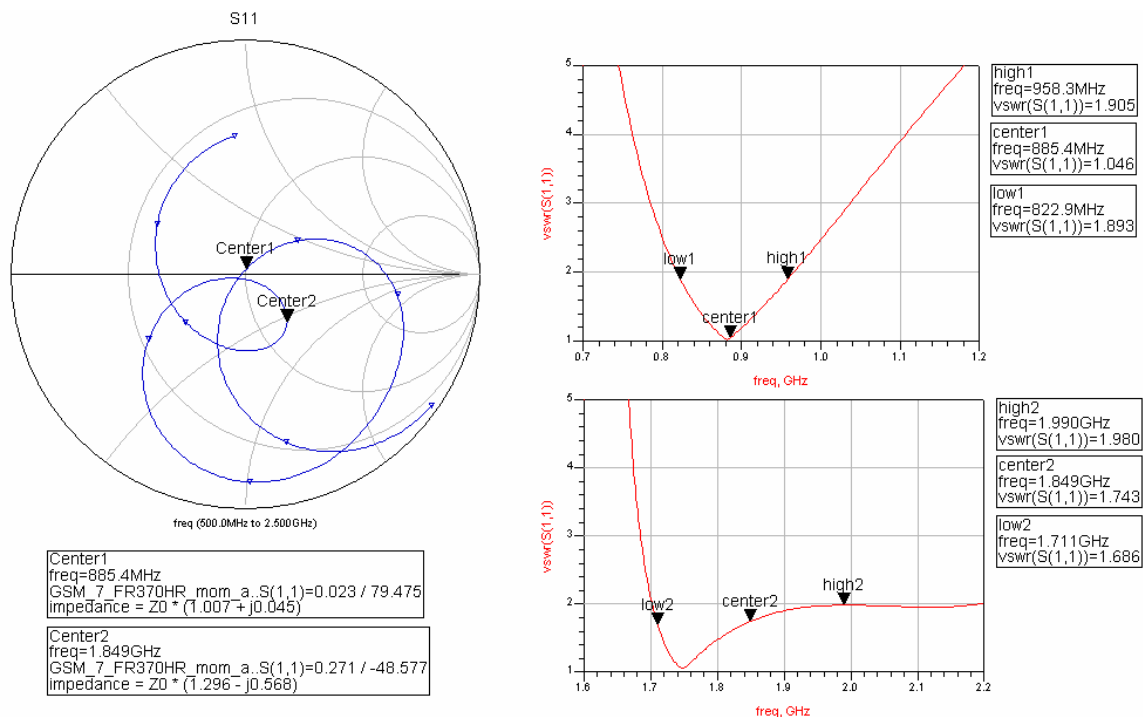 S11
Center1
Center2
freq (500.0MHz to 2.500GHz)
Center1
freq=885.4MHz
GSM_7_FR370HR_mom_a..S(1,1)=0.023 / 79.475
impedance = Z0 * (1.007 + j0.045)
Center2
freq=1.849GHz
GSM_7_FR370HR_mom_a..S(1,1)=0.271 / -48.577
impedance = Z0 * (1.296 - j0.568)
vswr(S(1,1))
5
4
3
2
1
low1
high1
center1
0.7 0.8 0.9 1.0 1.1 1.2
freq, GHz
high1
freq=958.3MHz
vswr(S(1,1))=1.905
center1
freq=885.4MHz
vswr(S(1,1))=1.046
low1
freq=822.9MHz
vswr(S(1,1))=1.893
vswr(S(1,1))
5
4
3
2
1
low2
center2
high2
1.6 1.7 1.8 1.9 2.0 2.1 2.2
freq, GHz
high2
freq=1.990GHz
vswr(S(1,1))=1.980
center2
freq=1.849GHz
vswr(S(1,1))=1.743
low2
freq=1.711GHz
vswr(S(1,1))=1.686